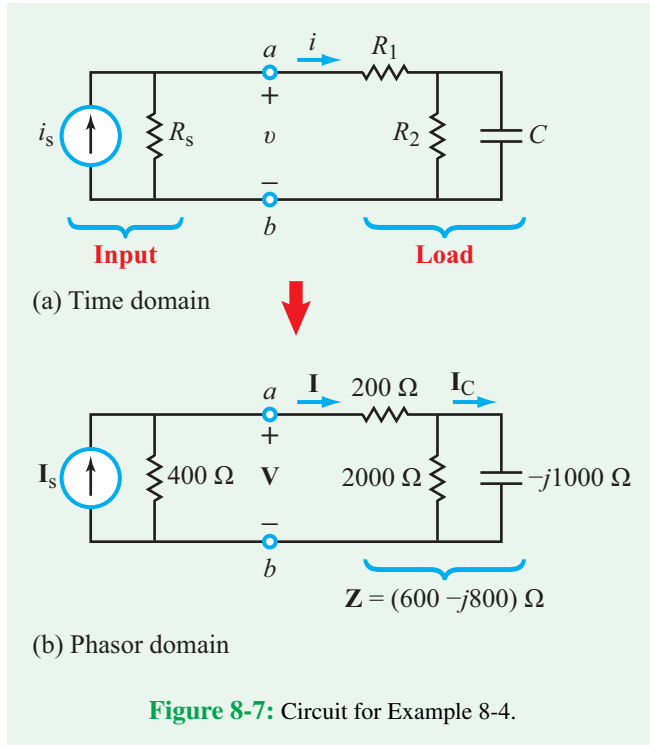 a i R₁
iₛ Rₛ + v − R₂ C
b
Input Load
(a) Time domain
a I 200 Ω I_C
Iₛ 400 Ω + V − 2000 Ω −j1000 Ω
b
Z = (600 −j800) Ω
(b) Phasor domain
Figure 8-7: Circuit for Example 8-4.